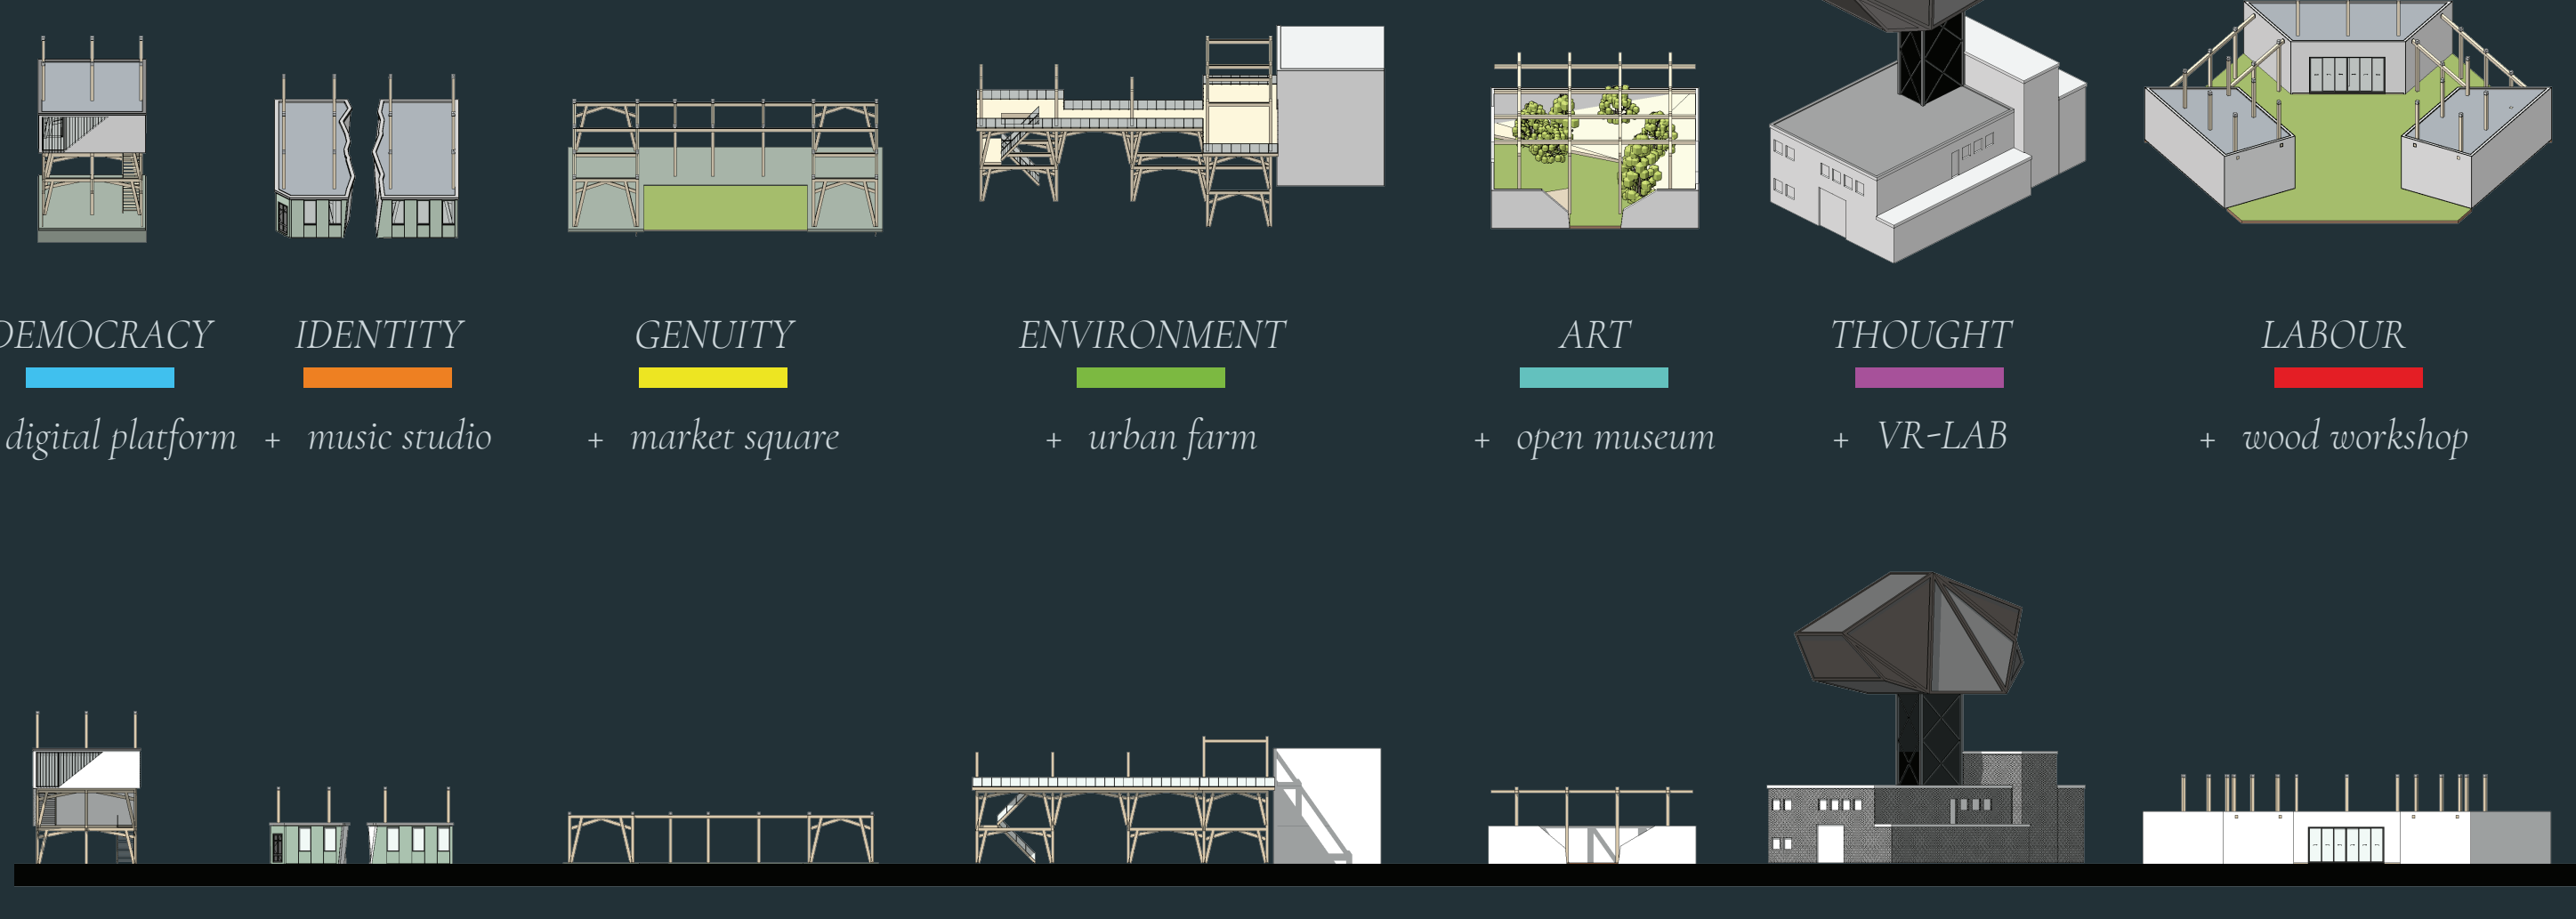 DEMOCRACY IDENTITY GENUITY ENVIRONMENT ART THOUGHT LABOUR
digital platform + music studio + market square + urban farm + open museum + VR-LAB + wood workshop